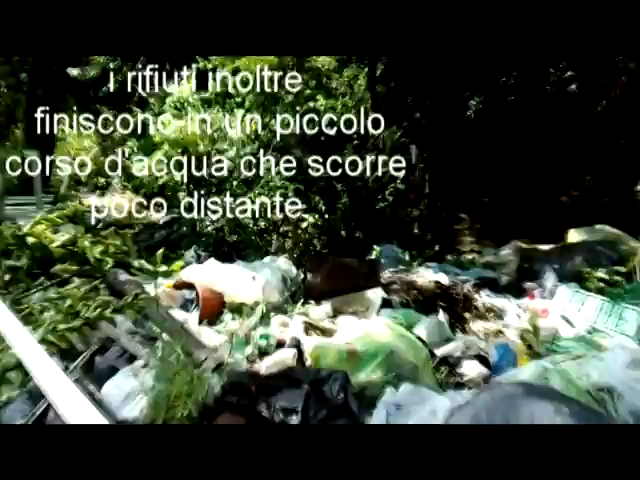 i rifiuti inoltre
finiscono in un piccolo
corso d'acqua che scorre
poco distante. .